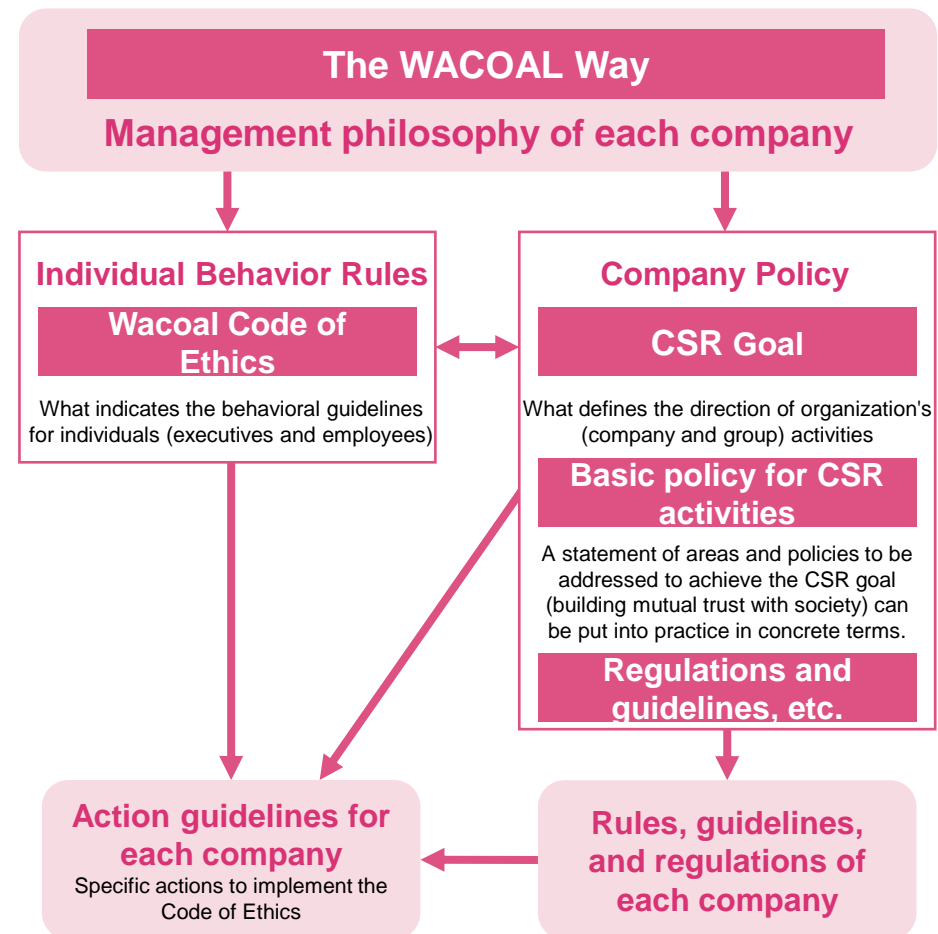 The WACOAL Way
Management philosophy of each company
Individual Behavior Rules
Wacoal Code of
Ethics
What indicates the behavioral guidelines
for individuals (executives and employees)
Company Policy
CSR Goal
What defines the direction of organization's
(company and group) activities
Basic policy for CSR
activities
A statement of areas and policies to be
addressed to achieve the CSR goal
(building mutual trust with society) can
be put into practice in concrete terms.
Regulations and
guidelines, etc.
Action guidelines for
each company
Specific actions to implement the
Code of Ethics
Rules, guidelines,
and regulations of
each company